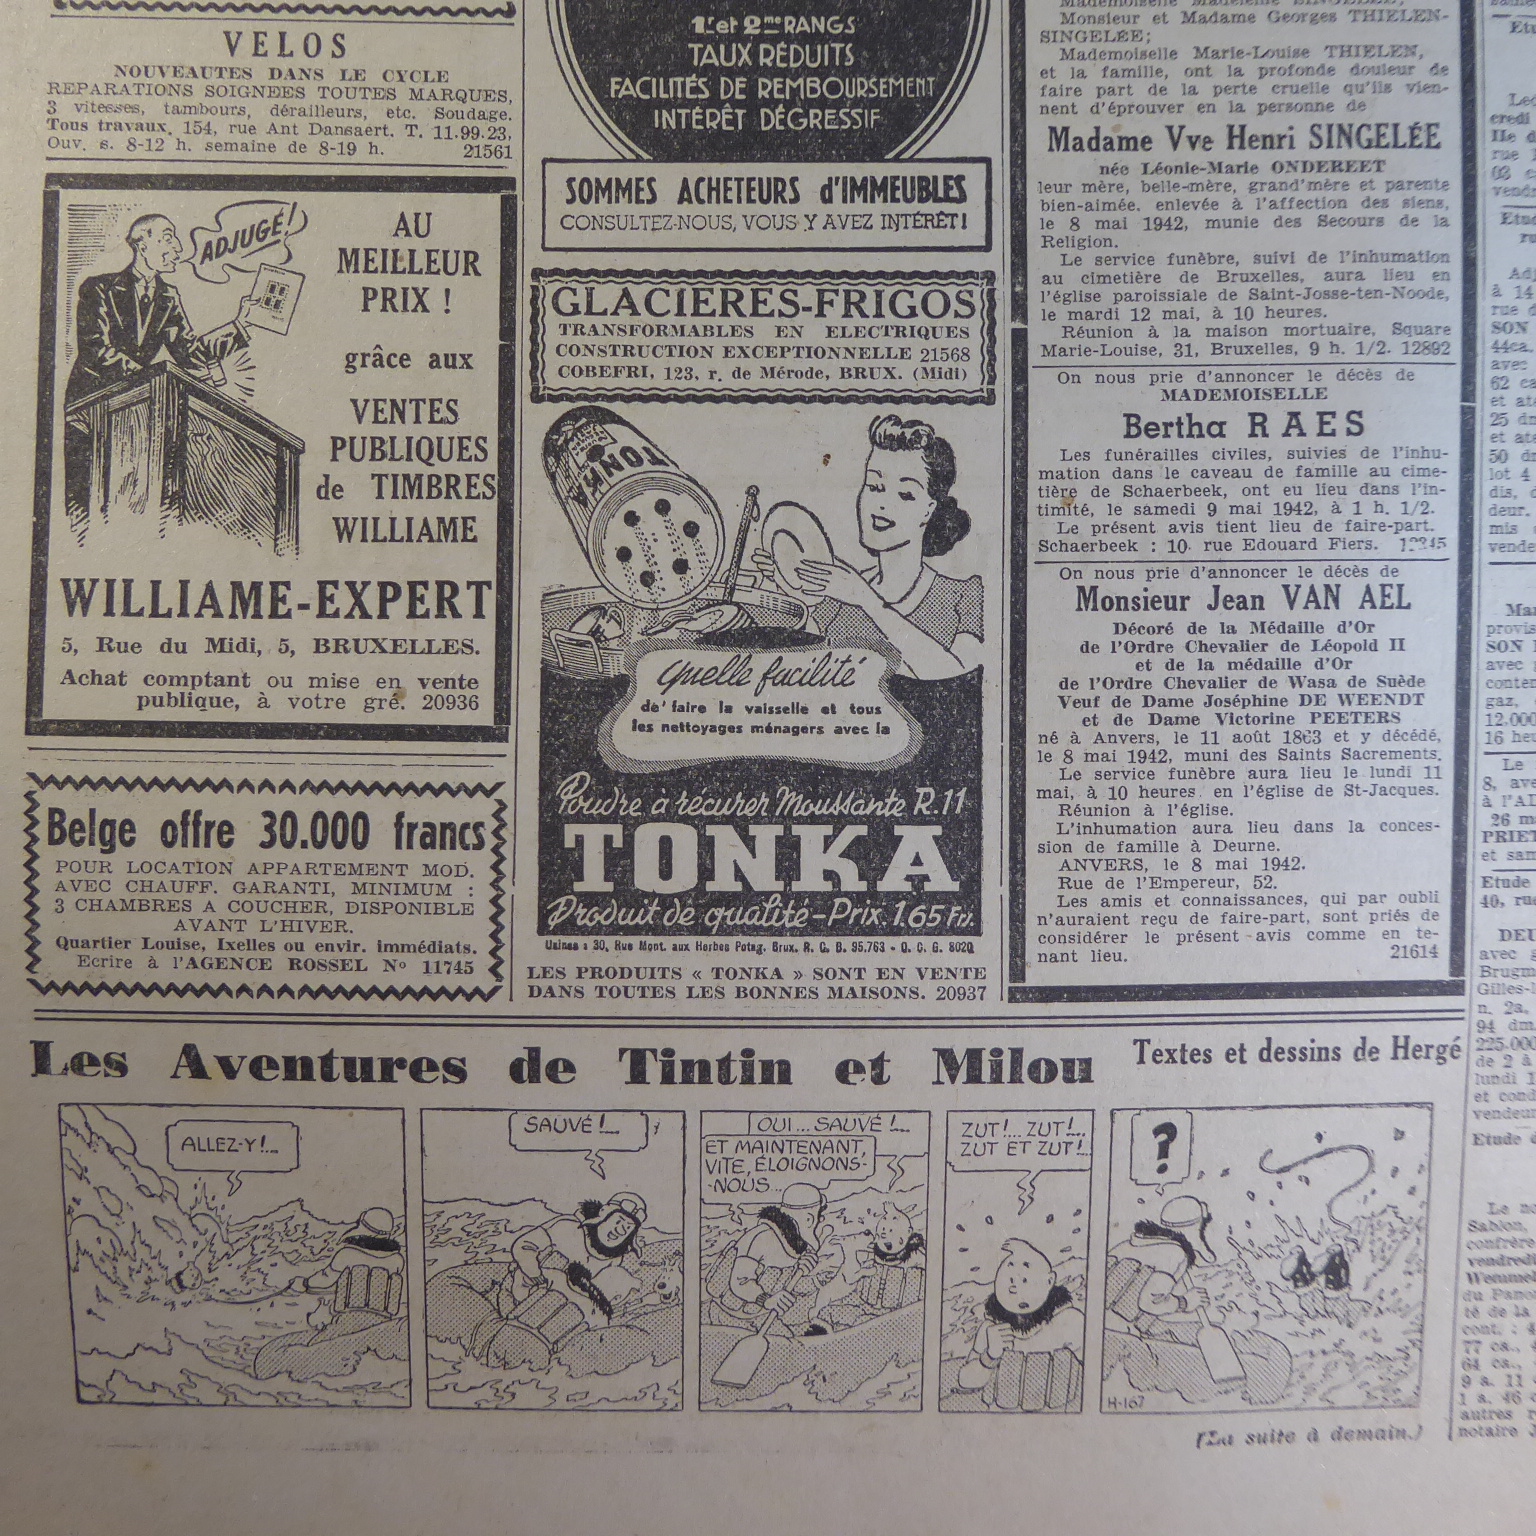 VELOS
NOUVEAUTES DANS LE CYCLE
REPARATIONS SOIGNEES TOUTES MARQUES,
3 vitesses, tambours, dérailleurs, etc. Soudage.
Tous travaux. 154, rue Ant Dansaert. T. 11.99.23,
Ouv. s. 8-12 h. semaine de 8-19 h. 21561
ADJUGÉ!
AU
MEILLEUR
PRIX !
grâce aux
VENTES
PUBLIQUES
de TIMBRES
WILLIAME
WILLIAME-EXPERT
5, Rue du Midi, 5, BRUXELLES.
Achat comptant ou mise en vente
publique, à votre gré. 20936
Belge offre 30.000 francs
POUR LOCATION APPARTEMENT MOD.
AVEC CHAUFF. GARANTI, MINIMUM :
3 CHAMBRES A COUCHER, DISPONIBLE
AVANT L'HIVER.
Quartier Louise, Ixelles ou envir. immédiats.
Ecrire à l'AGENCE ROSSEL Nº 11745
1er et 2me RANGS
TAUX RÉDUITS
FACILITÉS DE REMBOURSEMENT
INTÉRÊT DÉGRESSIF
SOMMES ACHETEURS d'IMMEUBLES
CONSULTEZ-NOUS, VOUS Y AVEZ INTÉRÊT!
GLACIERES-FRIGOS
TRANSFORMABLES EN ELECTRIQUES
CONSTRUCTION EXCEPTIONNELLE 21568
COBEFRI, 123, r. de Mérode, BRUX. (Midi)
TONKA
quelle facilité
de faire la vaisselle et tous
les nettoyages ménagers avec la
Poudre à récurer Moussante R.11
TONKA
Produit de qualité - Prix 1.65 Fr.
Usines : 30, Rue Mont. aux Herbes Potag. Brux. R. C. B. 95.763 - O. C. G. 8020
LES PRODUITS « TONKA » SONT EN VENTE
DANS TOUTES LES BONNES MAISONS. 20937
Monsieur et Madame Georges THIELEN-
SINGELÉE;
Mademoiselle Marie-Louise THIELEN,
et la famille, ont la profonde douleur de
faire part de la perte cruelle qu'ils vien-
nent d'éprouver en la personne de
Madame Vve Henri SINGELÉE
née Léonie-Marie ONDEREET
leur mère, belle-mère, grand'mère et parente
bien-aimée, enlevée à l'affection des siens,
le 8 mai 1942, munie des Secours de la
Religion.
Le service funèbre, suivi de l'inhumation
au cimetière de Bruxelles, aura lieu en
l'église paroissiale de Saint-Josse-ten-Noode,
le mardi 12 mai, à 10 heures.
Réunion à la maison mortuaire, Square
Marie-Louise, 31, Bruxelles, 9 h. 1/2. 12892
On nous prie d'annoncer le décès de
MADEMOISELLE
Bertha RAES
Les funérailles civiles, suivies de l'inhu-
mation dans le caveau de famille au cime-
tière de Schaerbeek, ont eu lieu dans l'in-
timité, le samedi 9 mai 1942, à 1 h. 1/2.
Le présent avis tient lieu de faire-part.
Schaerbeek : 10. rue Edouard Fiers.
On nous prie d'annoncer le décès de
Monsieur Jean VAN AEL
Décoré de la Médaille d'Or
de l'Ordre Chevalier de Léopold II
et de la médaille d'Or
de l'Ordre Chevalier de Wasa de Suède
Veuf de Dame Joséphine DE WEENDT
et de Dame Victorine PEETERS
né à Anvers, le 11 août 1863 et y décédé,
le 8 mai 1942, muni des Saints Sacrements.
Le service funèbre aura lieu le lundi 11
mai, à 10 heures en l'église de St-Jacques.
Réunion à l'église.
L'inhumation aura lieu dans la conces-
sion de famille à Deurne.
ANVERS, le 8 mai 1942.
Rue de l'Empereur, 52.
Les amis et connaissances, qui par oubli
n'auraient reçu de faire-part, sont priés de
considérer le présent avis comme en te-
nant lieu. 21614
Les Aventures de Tintin et Milou Textes et dessins de Hergé
ALLEZ-Y!...
SAUVÉ!...
OUI... SAUVÉ!...
ET MAINTENANT,
VITE, ÉLOIGNONS-
-NOUS...
ZUT!... ZUT!...
ZUT ET ZUT!...
?
H-167
(La suite à demain.)